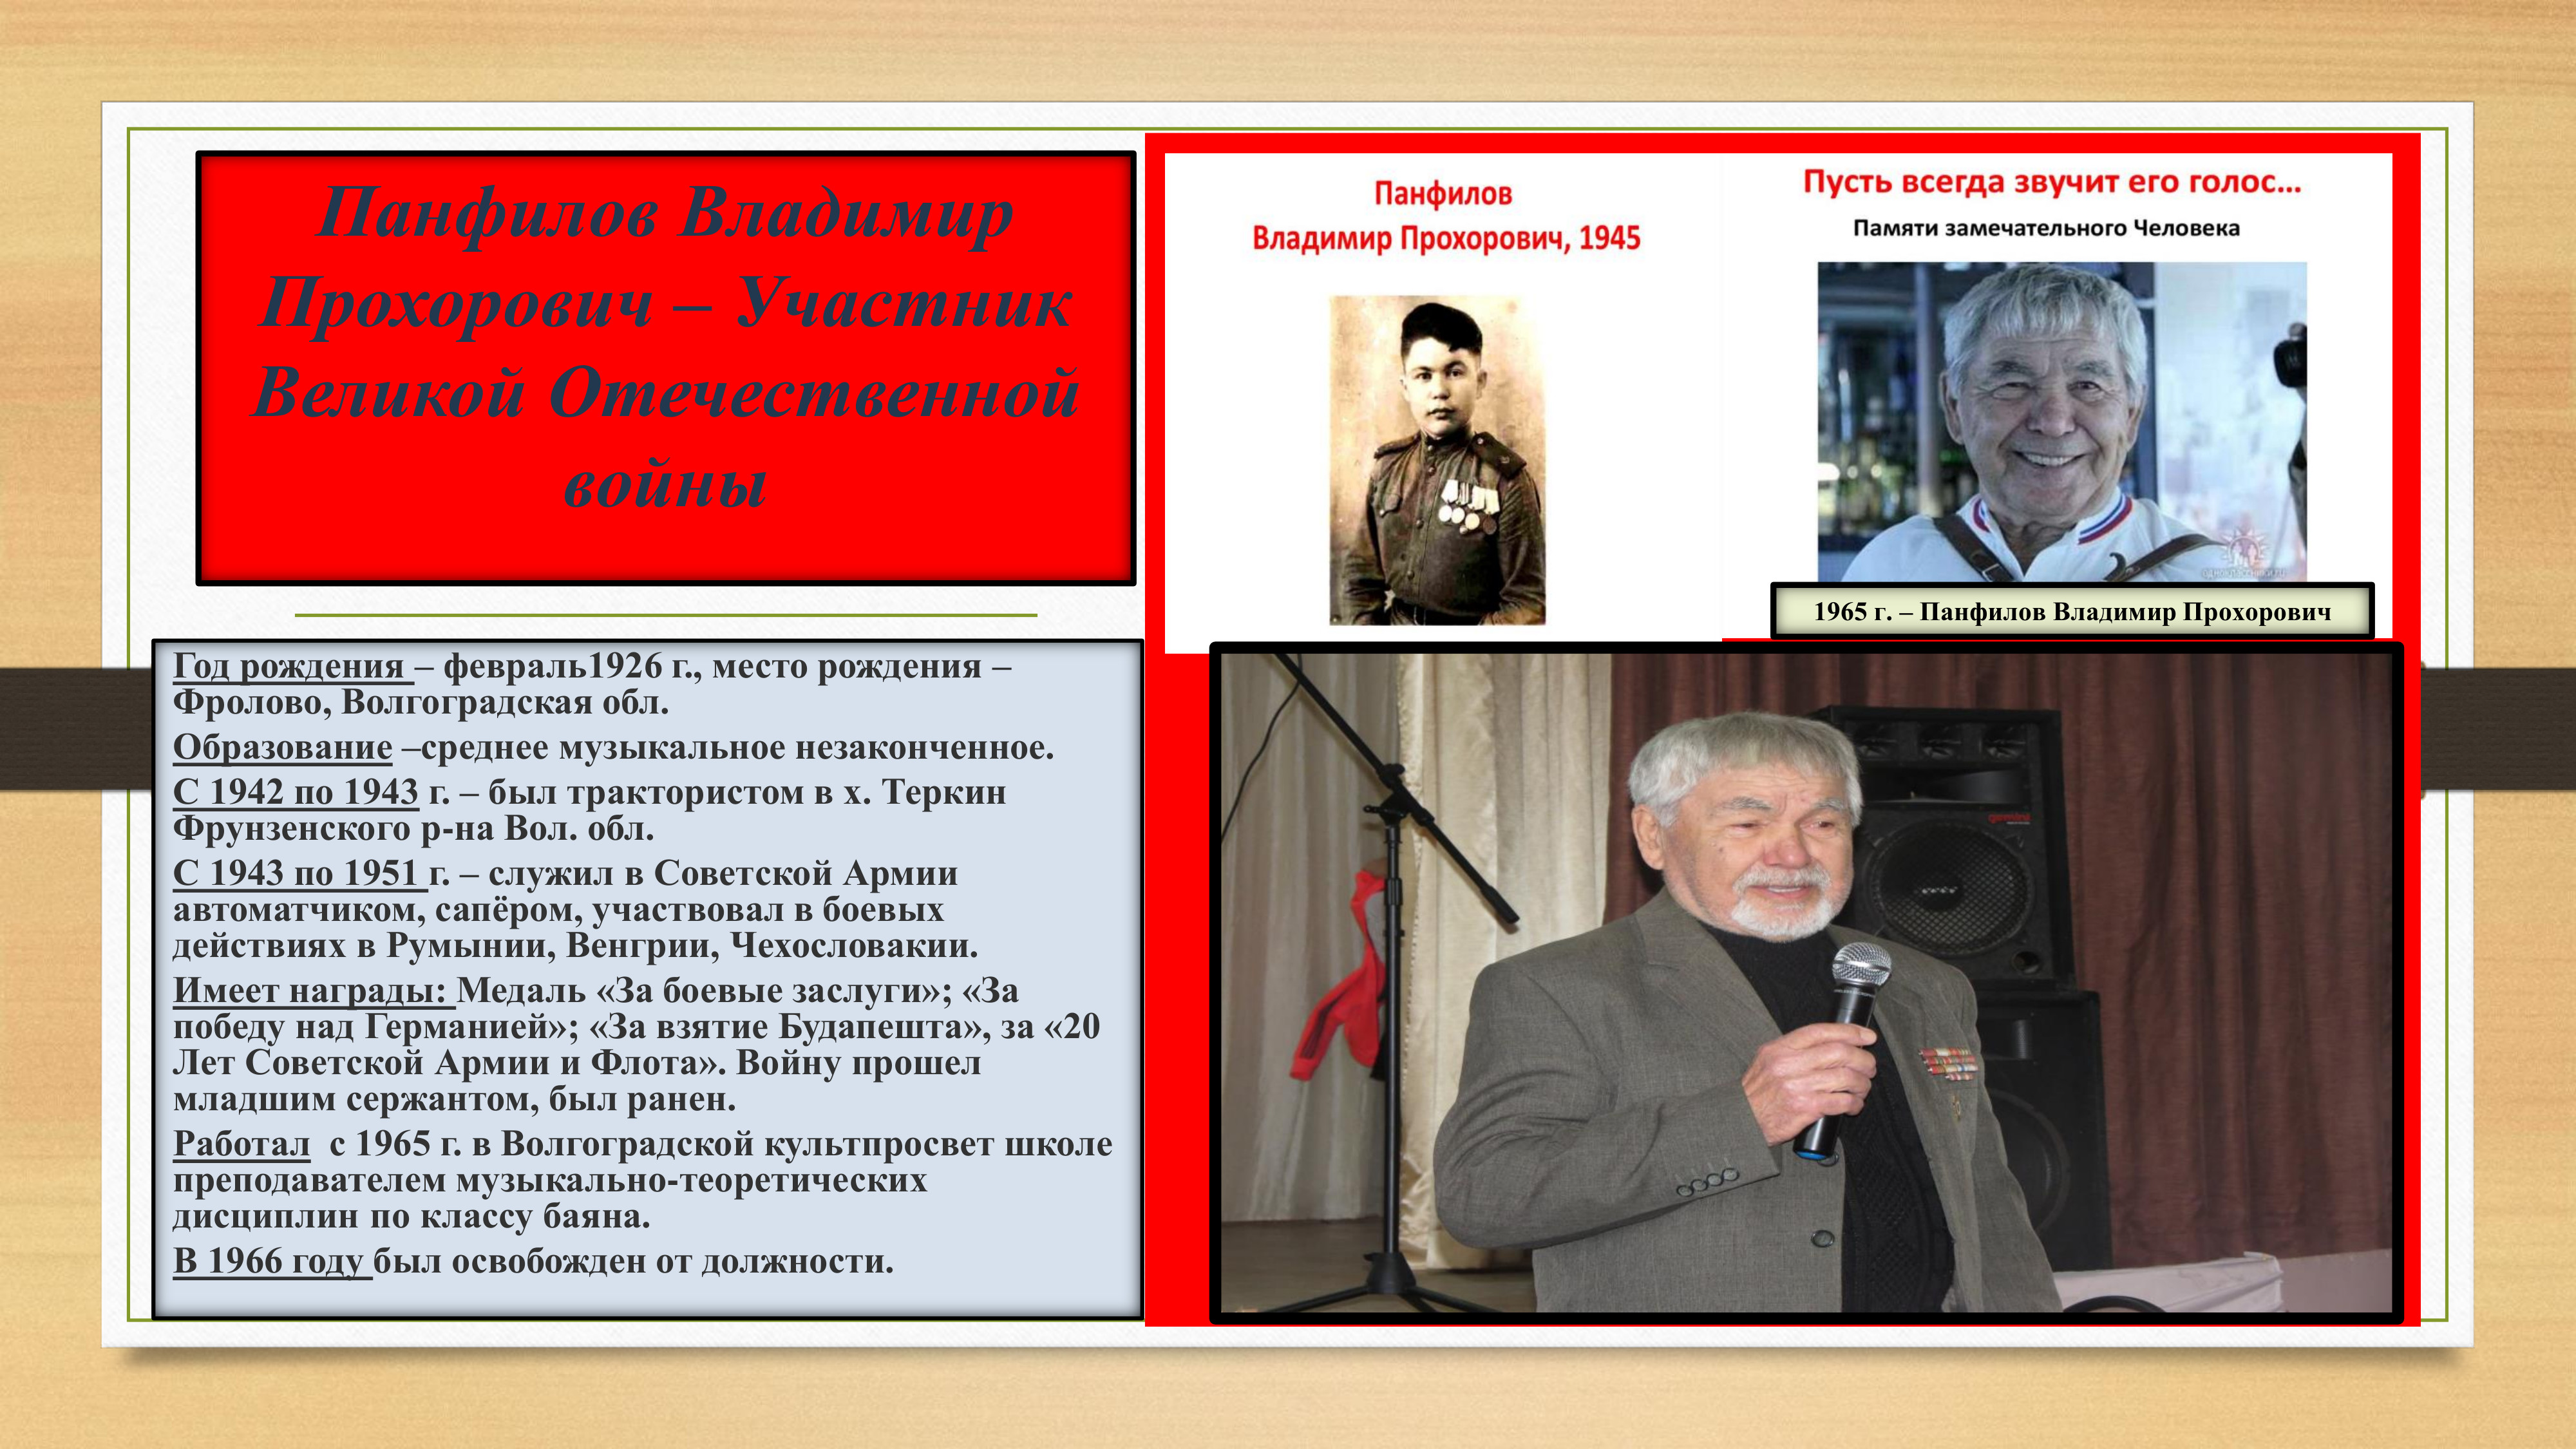 Панфилов Владимир
Прохорович – Участник
Великой Отечественной
войны
Год рождения – февраль1926 г., место рождения –
Фролово, Волгоградская обл.
Образование –среднее музыкальное незаконченное.
С 1942 по 1943 г. – был трактористом в х. Теркин
Фрунзенского р-на Вол. обл.
С 1943 по 1951 г. – служил в Советской Армии
автоматчиком, сапёром, участвовал в боевых
действиях в Румынии, Венгрии, Чехословакии.
Имеет награды: Медаль «За боевые заслуги»; «За
победу над Германией»; «За взятие Будапешта», за «20
Лет Советской Армии и Флота». Войну прошел
младшим сержантом, был ранен.
Работал с 1965 г. в Волгоградской культпросвет школе
преподавателем музыкально-теоретических
дисциплин по классу баяна.
В 1966 году был освобожден от должности.
Панфилов
Владимир Прохорович, 1945
Пусть всегда звучит его голос...
Памяти замечательного Человека
1965 г. – Панфилов Владимир Прохорович
gemini